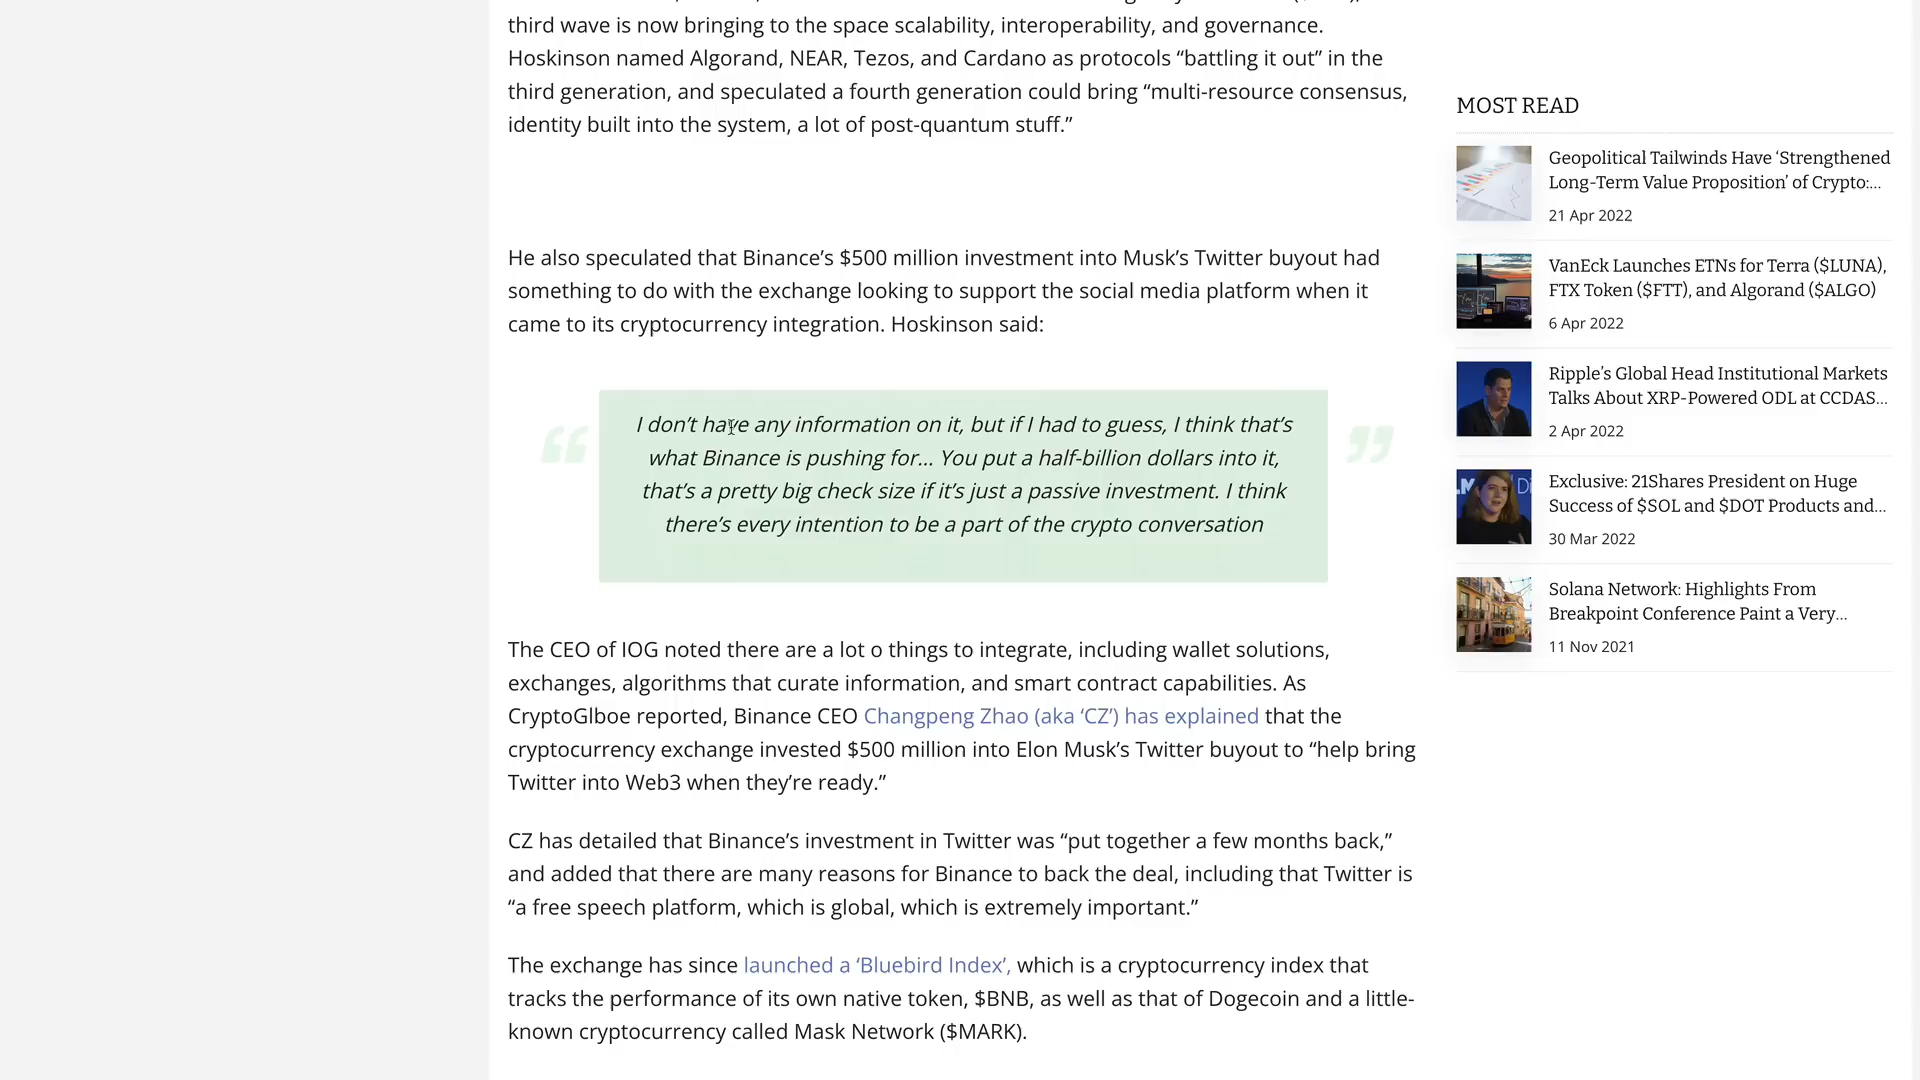 third wave is now bringing to the space scalability, interoperability, and governance.
Hoskinson named Algorand, NEAR, Tezos, and Cardano as protocols “battling it out” in the
third generation, and speculated a fourth generation could bring “multi-resource consensus,
identity built into the system, a lot of post-quantum stuff.”
He also speculated that Binance’s $500 million investment into Musk’s Twitter buyout had
something to do with the exchange looking to support the social media platform when it
came to its cryptocurrency integration. Hoskinson said:
“
I don’t have any information on it, but if I had to guess, I think that’s
what Binance is pushing for… You put a half-billion dollars into it,
that’s a pretty big check size if it’s just a passive investment. I think
there’s every intention to be a part of the crypto conversation
”
The CEO of IOG noted there are a lot o things to integrate, including wallet solutions,
exchanges, algorithms that curate information, and smart contract capabilities. As
CryptoGlboe reported, Binance CEO Changpeng Zhao (aka ‘CZ’) has explained that the
cryptocurrency exchange invested $500 million into Elon Musk’s Twitter buyout to “help bring
Twitter into Web3 when they’re ready.”
CZ has detailed that Binance’s investment in Twitter was “put together a few months back,”
and added that there are many reasons for Binance to back the deal, including that Twitter is
“a free speech platform, which is global, which is extremely important.”
The exchange has since launched a ‘Bluebird Index’, which is a cryptocurrency index that
tracks the performance of its own native token, $BNB, as well as that of Dogecoin and a little-
known cryptocurrency called Mask Network ($MARK).
MOST READ
Geopolitical Tailwinds Have ‘Strengthened
Long-Term Value Proposition’ of Crypto:...
21 Apr 2022
VanEck Launches ETNs for Terra ($LUNA),
FTX Token ($FTT), and Algorand ($ALGO)
6 Apr 2022
Ripple’s Global Head Institutional Markets
Talks About XRP-Powered ODL at CCDAS...
2 Apr 2022
Exclusive: 21Shares President on Huge
Success of $SOL and $DOT Products and...
30 Mar 2022
Solana Network: Highlights From
Breakpoint Conference Paint a Very...
11 Nov 2021